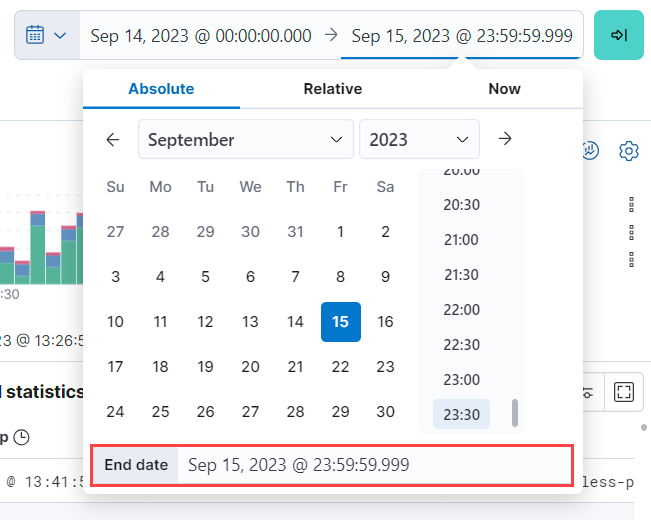 Sep 14, 2023 @ 00:00:00.000 → Sep 15, 2023 @ 23:59:59.999
Absolute Relative Now
September 2023
Su Mo Tu We Th Fr Sa
27 28 29 30 31 1 2
3 4 5 6 7 8 9
10 11 12 13 14 15 16
17 18 19 20 21 22 23
24 25 26 27 28 29 30
20:00
20:30
21:00
21:30
22:00
22:30
23:00
23:30
End date Sep 15, 2023 @ 23:59:59.999
:30
23 @ 13:26:5
statistics
p
@ 13:41:5
less-p